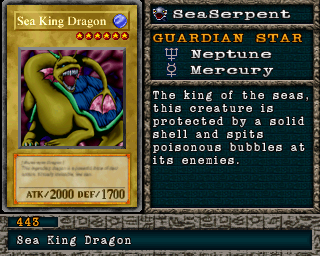 Sea King Dragon
ATK/2000 DEF/1700
SeaSerpent
GUARDIAN STAR
Neptune
Mercury
The king of the seas,
this creature is
protected by a solid
shell and spits
poisonous bubbles at
its enemies.
443
Sea King Dragon